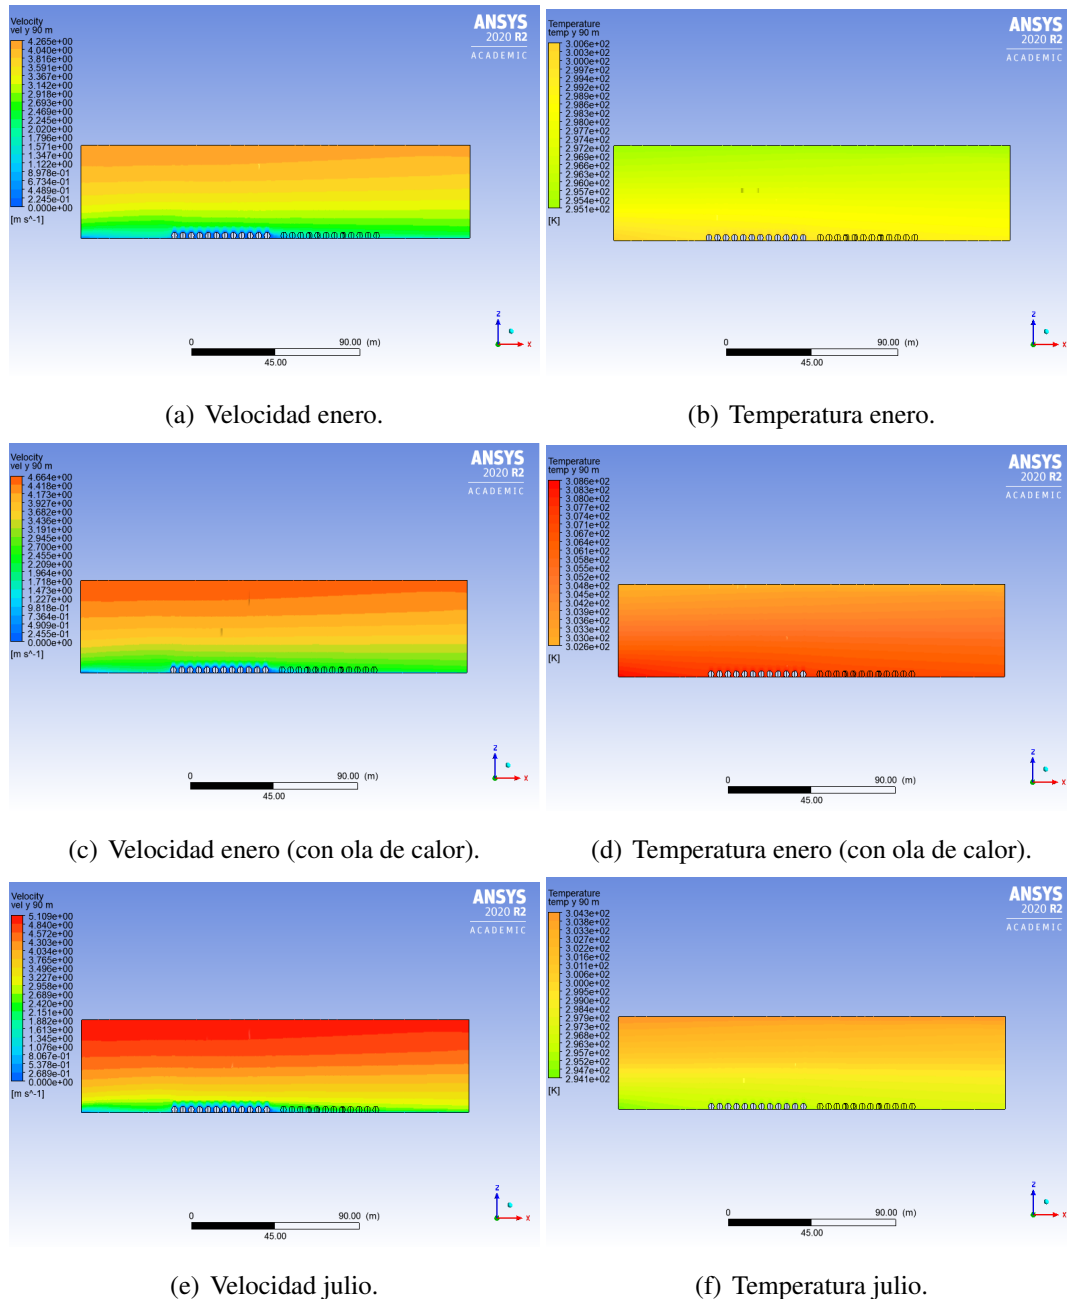 Velocity
vel y 90 m
4.265e+00
4.040e+00
3.816e+00
3.591e+00
3.367e+00
3.142e+00
2.918e+00
2.693e+00
2.469e+00
2.245e+00
2.020e+00
1.796e+00
1.571e+00
1.347e+00
1.122e+00
8.978e-01
6.734e-01
4.489e-01
2.245e-01
0.000e+00
[m s^-1]
ANSYS
2020 R2
ACADEMIC
0 90.00 (m)
45.00
Z
X
(a) Velocidad enero.
Temperature
temp y 90 m
3.006e+02
3.003e+02
3.000e+02
2.997e+02
2.994e+02
2.992e+02
2.989e+02
2.986e+02
2.983e+02
2.980e+02
2.977e+02
2.974e+02
2.972e+02
2.969e+02
2.966e+02
2.963e+02
2.960e+02
2.957e+02
2.954e+02
2.951e+02
[K]
ANSYS
2020 R2
ACADEMIC
0 90.00 (m)
45.00
Z
X
(b) Temperatura enero.
Velocity
vel y 90 m
4.664e+00
4.418e+00
4.173e+00
3.927e+00
3.682e+00
3.436e+00
3.191e+00
2.945e+00
2.700e+00
2.455e+00
2.209e+00
1.964e+00
1.718e+00
1.473e+00
1.227e+00
9.818e-01
7.364e-01
4.909e-01
2.455e-01
0.000e+00
[m s^-1]
ANSYS
2020 R2
ACADEMIC
0 90.00 (m)
45.00
Z
X
(c) Velocidad enero (con ola de calor).
Temperature
temp y 90 m
3.086e+02
3.083e+02
3.080e+02
3.077e+02
3.074e+02
3.071e+02
3.067e+02
3.064e+02
3.061e+02
3.058e+02
3.055e+02
3.052e+02
3.048e+02
3.045e+02
3.042e+02
3.039e+02
3.036e+02
3.033e+02
3.030e+02
3.026e+02
[K]
ANSYS
2020 R2
ACADEMIC
0 90.00 (m)
45.00
Z
X
(d) Temperatura enero (con ola de calor).
Velocity
vel y 90 m
5.109e+00
4.840e+00
4.572e+00
4.303e+00
4.034e+00
3.765e+00
3.496e+00
3.227e+00
2.958e+00
2.689e+00
2.420e+00
2.151e+00
1.882e+00
1.613e+00
1.345e+00
1.076e+00
8.067e-01
5.378e-01
2.689e-01
0.000e+00
[m s^-1]
ANSYS
2020 R2
ACADEMIC
0 90.00 (m)
45.00
Z
X
(e) Velocidad julio.
Temperature
temp y 90 m
3.043e+02
3.038e+02
3.033e+02
3.027e+02
3.022e+02
3.016e+02
3.011e+02
3.006e+02
3.000e+02
2.995e+02
2.990e+02
2.984e+02
2.979e+02
2.973e+02
2.968e+02
2.963e+02
2.957e+02
2.952e+02
2.947e+02
2.941e+02
[K]
ANSYS
2020 R2
ACADEMIC
0 90.00 (m)
45.00
Z
X
(f) Temperatura julio.